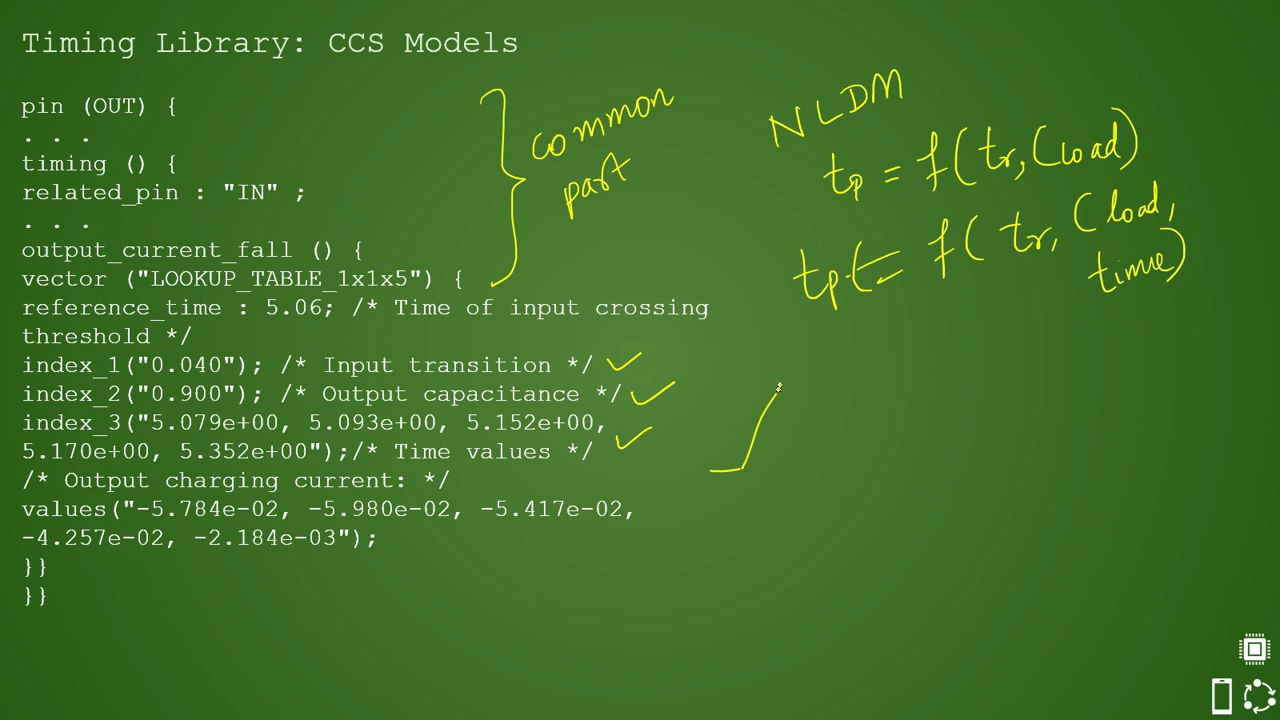 Timing Library: CCS Models
pin (OUT) {
. . .
timing () {
related_pin : "IN" ;
. . .
output_current_fall () {
vector ("LOOKUP_TABLE_1x1x5") {
reference_time : 5.06; /* Time of input crossing
threshold */
index_1("0.040"); /* Input transition */
index_2("0.900"); /* Output capacitance */
index_3("5.079e+00, 5.093e+00, 5.152e+00,
5.170e+00, 5.352e+00");/* Time values */
/* Output charging current: */
values("-5.784e-02, -5.980e-02, -5.417e-02,
-4.257e-02, -2.184e-03");
}}
}}
common
part
NLDM
tp = f(tr, Cload)
tp = f(tr, Cload,
time)